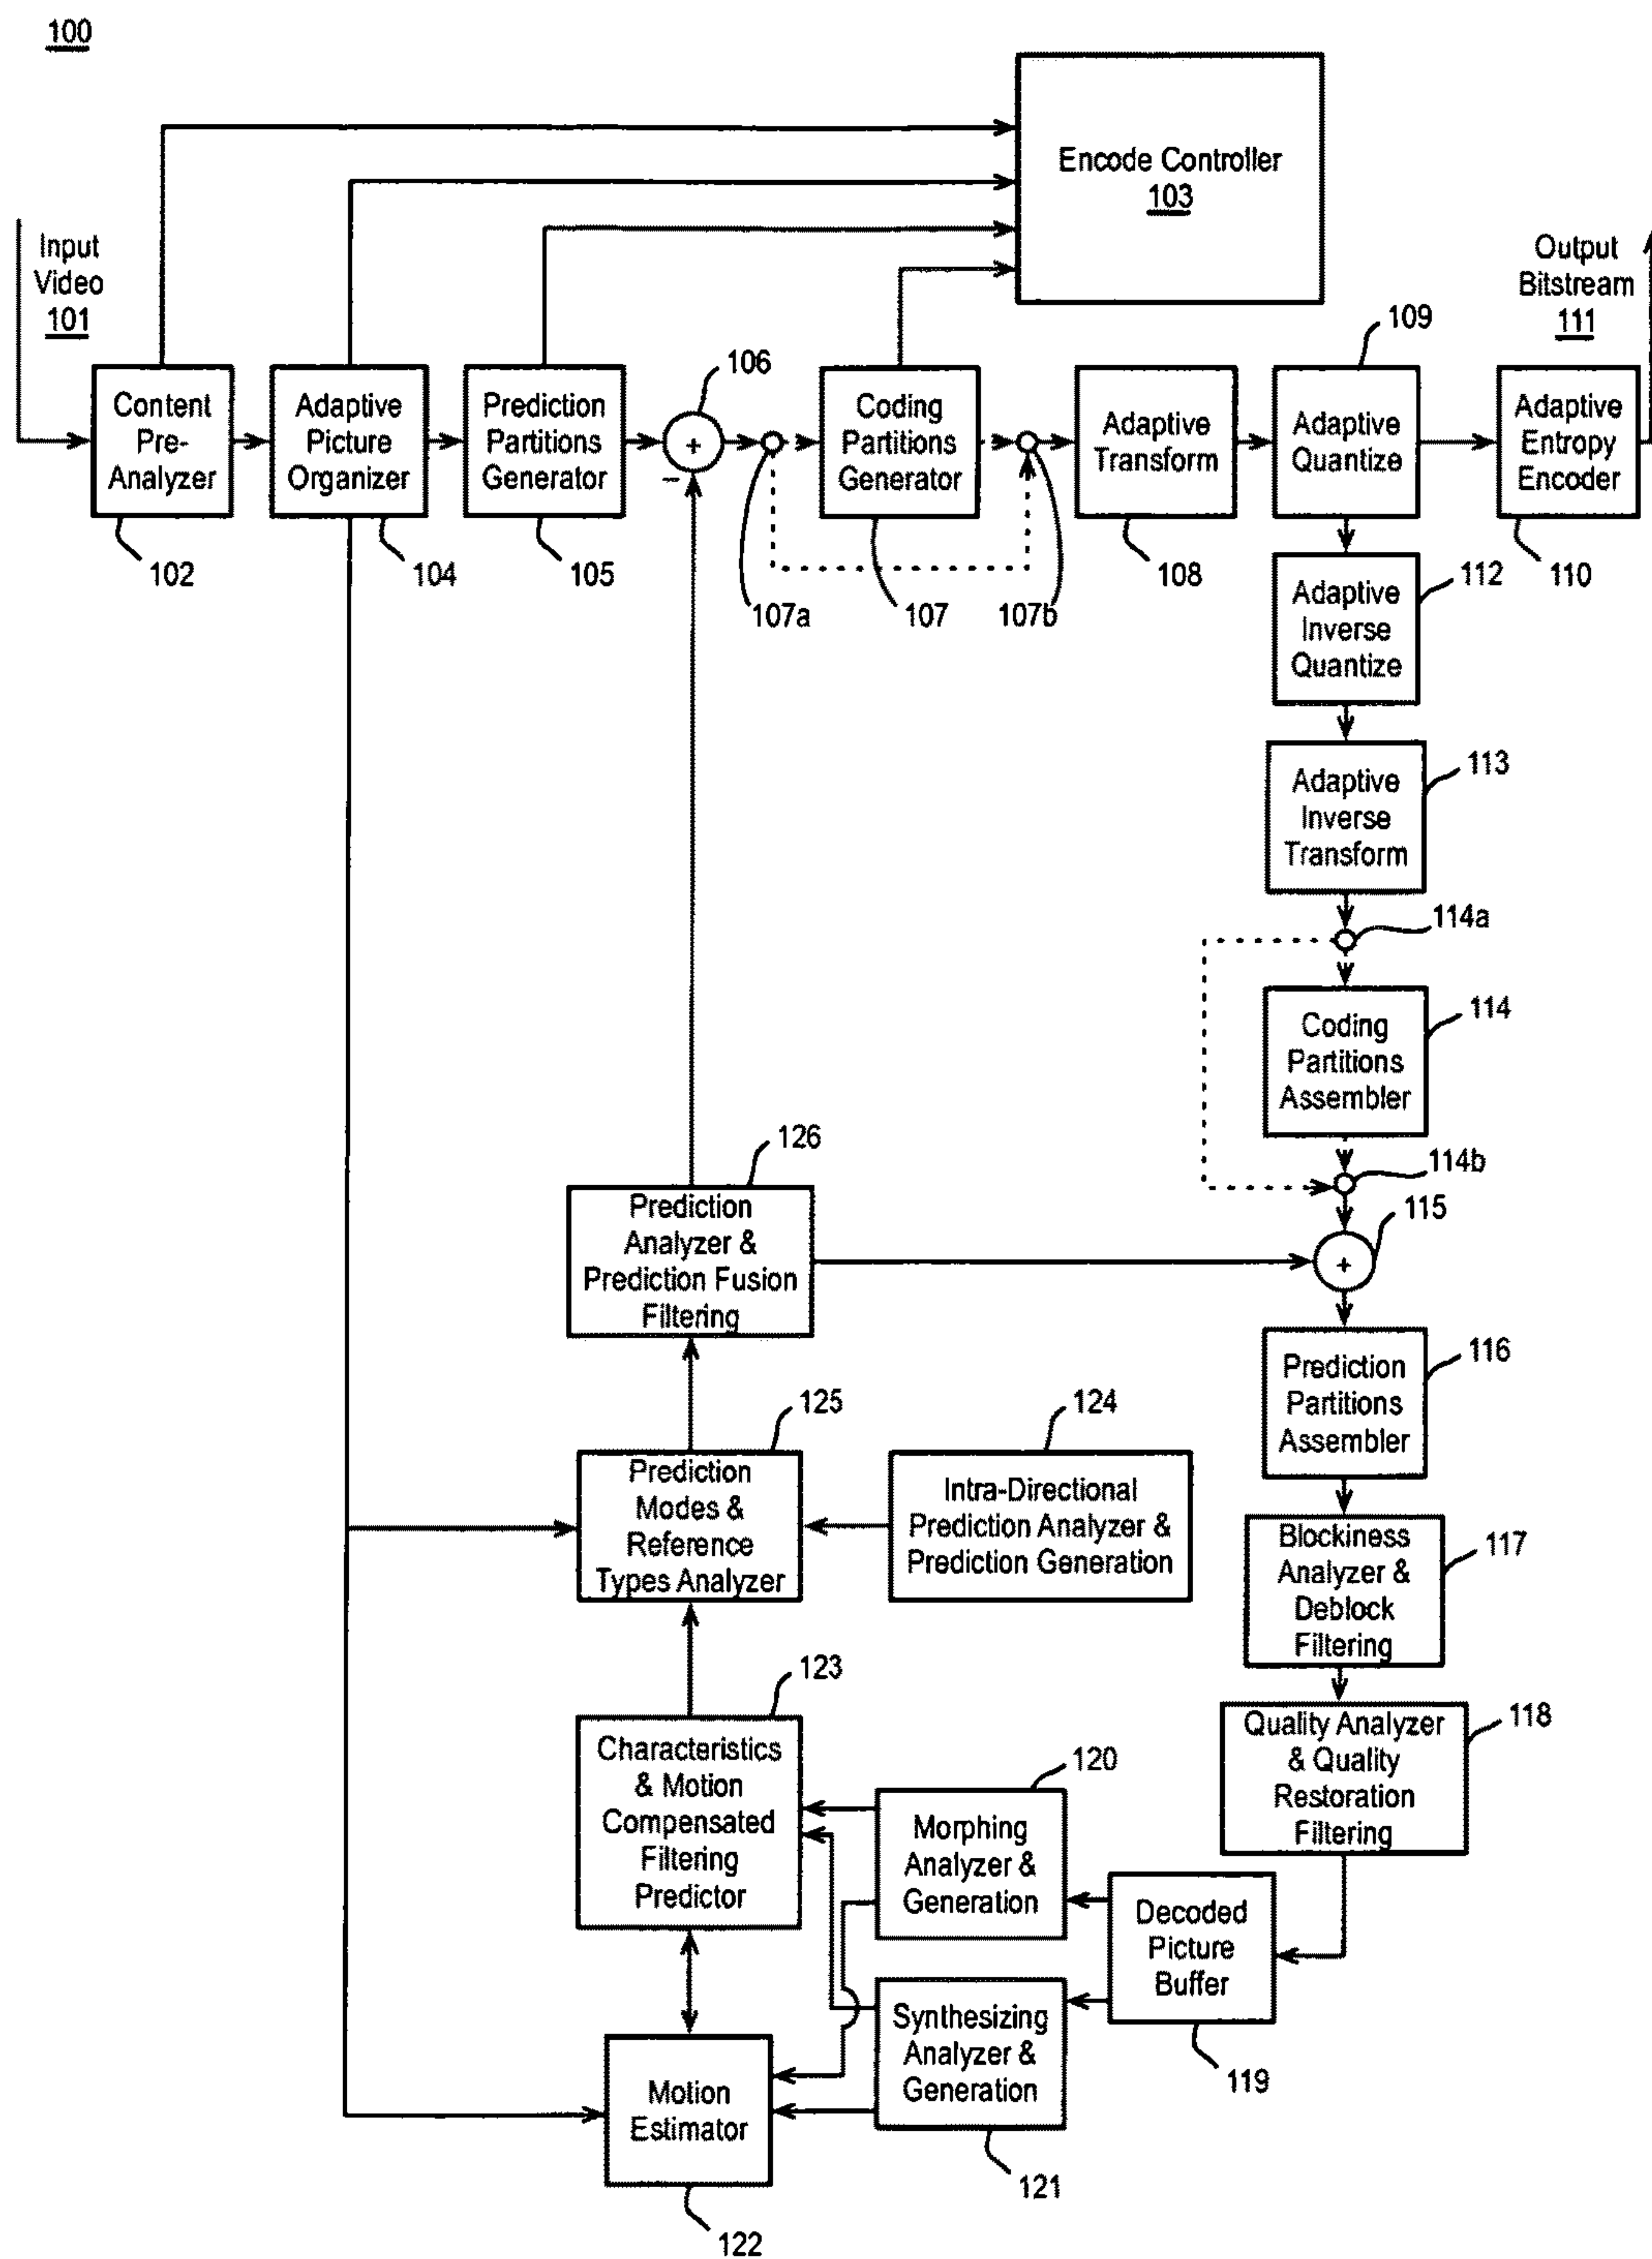 100
Encode Controller
103
Input
Video
101
Output
Bitstream
111
109
106
Content
Pre-
Analyzer
Adaptive
Picture
Organizer
Prediction
Partitions
Generator
+
−
Coding
Partitions
Generator
Adaptive
Transform
Adaptive
Quantize
Adaptive
Entropy
Encoder
102
104
105
107a
107
107b
108
112
110
Adaptive
Inverse
Quantize
113
Adaptive
Inverse
Transform
114a
114
Coding
Partitions
Assembler
126
114b
115
Prediction
Analyzer &
Prediction Fusion
Filtering
+
116
Prediction
Partitions
Assembler
125
124
Prediction
Modes &
Reference
Types Analyzer
Intra-Directional
Prediction Analyzer &
Prediction Generation
117
Blockiness
Analyzer &
Deblock
Filtering
123
118
Quality Analyzer
& Quality
Restoration
Filtering
Characteristics
& Motion
Compensated
Filtering
Predictor
120
Morphing
Analyzer &
Generation
Decoded
Picture
Buffer
119
Synthesizing
Analyzer &
Generation
121
Motion
Estimator
122